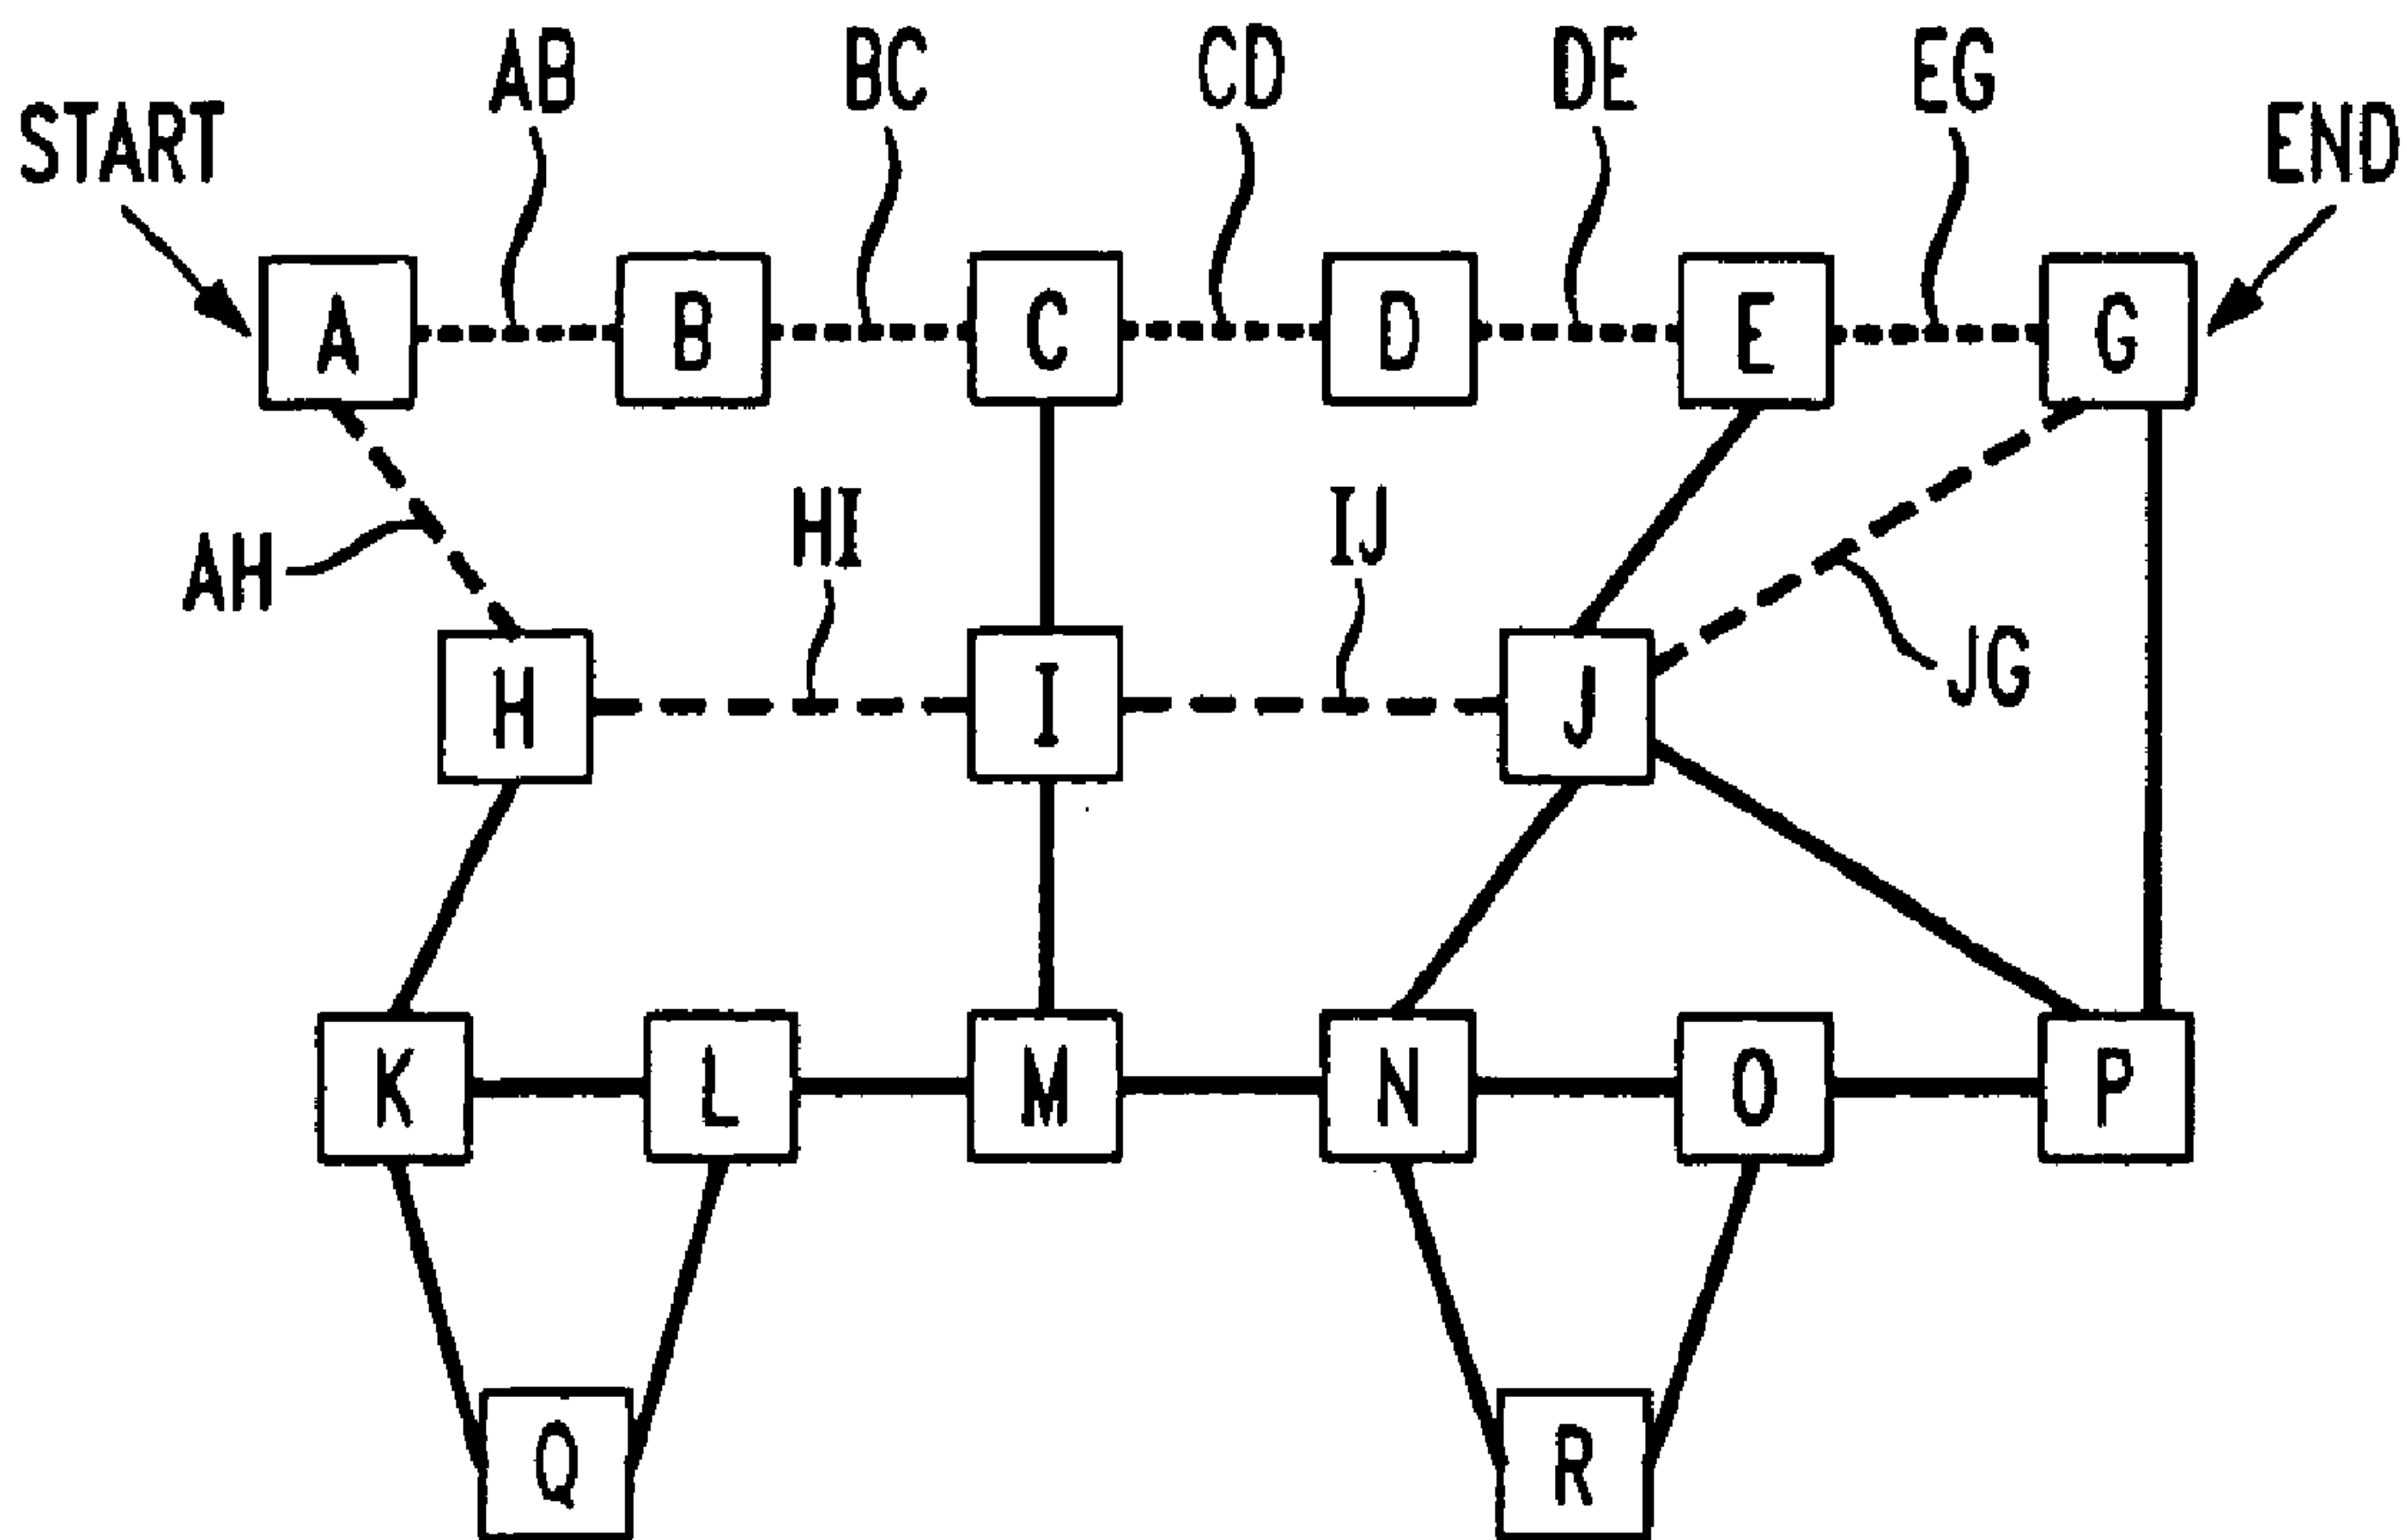 AB BC CD DE EG
START END
A B C D E G
HI IJ
AH
JG
H I J
K L M N O P
Q R